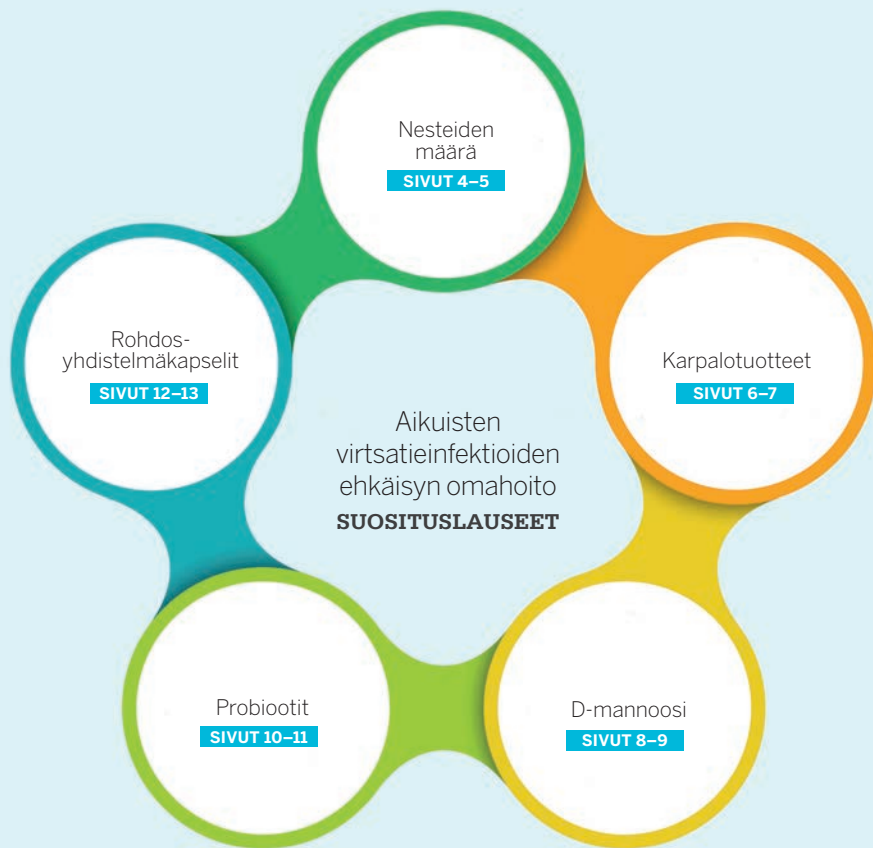 Nesteiden
määrä
SIVUT 4–5
Karpalotuotteet
SIVUT 6–7
D-mannoosi
SIVUT 8–9
Probiootit
SIVUT 10–11
Rohdos-
yhdistelmäkapselit
SIVUT 12–13
Aikuisten
virtsatieinfektioiden
ehkäisyn omahoito
SUOSITUSLAUSEET